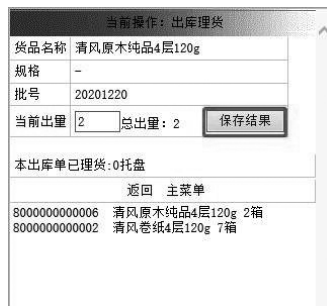 当前操作：出库理货
货品名称 清风原木纯品4层120g
规格 -
批号 20201220
当前出量 2 总出量：2 保存结果
本出库单已理货:0托盘
返回 主菜单
8000000000006 清风原木纯品4层120g 2箱
8000000000002 清风卷纸4层120g 7箱